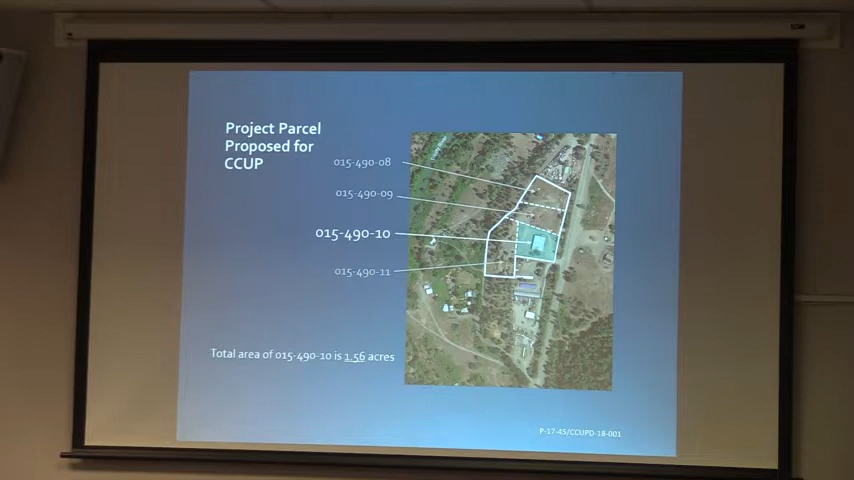 Project Parcel
Proposed for
CCUP
015-490-08
015-490-09
015-490-10
015-490-11
Total area of 015-490-10 is 1.56 acres
P-17-45/CCUPD-18-001